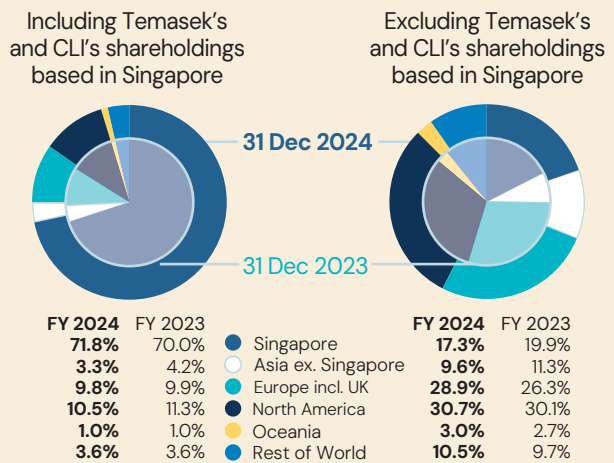 Including Temasek's
and CLI's shareholdings
based in Singapore
Excluding Temasek's
and CLI's shareholdings
based in Singapore
31 Dec 2024
31 Dec 2023
FY 2024 FY 2023 FY 2024 FY 2023
71.8% 70.0% Singapore 17.3% 19.9%
3.3% 4.2% Asia ex. Singapore 9.6% 11.3%
9.8% 9.9% Europe incl. UK 28.9% 26.3%
10.5% 11.3% North America 30.7% 30.1%
1.0% 1.0% Oceania 3.0% 2.7%
3.6% 3.6% Rest of World 10.5% 9.7%